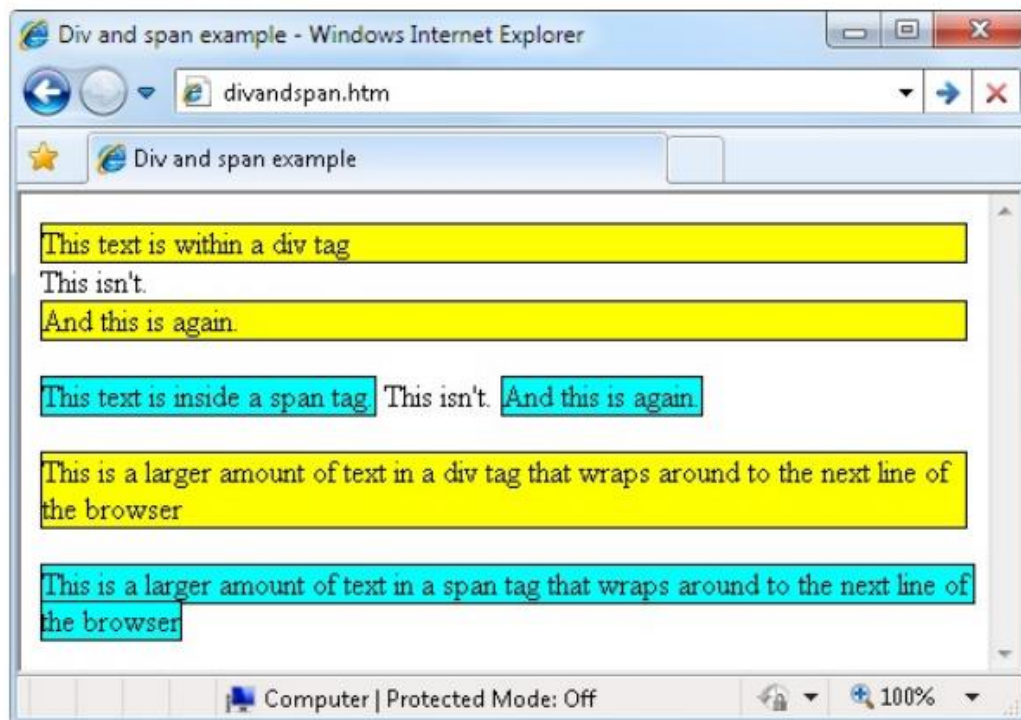 Div and span example - Windows Internet Explorer
divandspan.htm
Div and span example
This text is within a div tag
This isn't.
And this is again.
This text is inside a span tag. This isn't. And this is again.
This is a larger amount of text in a div tag that wraps around to the next line of
the browser
This is a larger amount of text in a span tag that wraps around to the next line of
the browser
Computer | Protected Mode: Off 100%